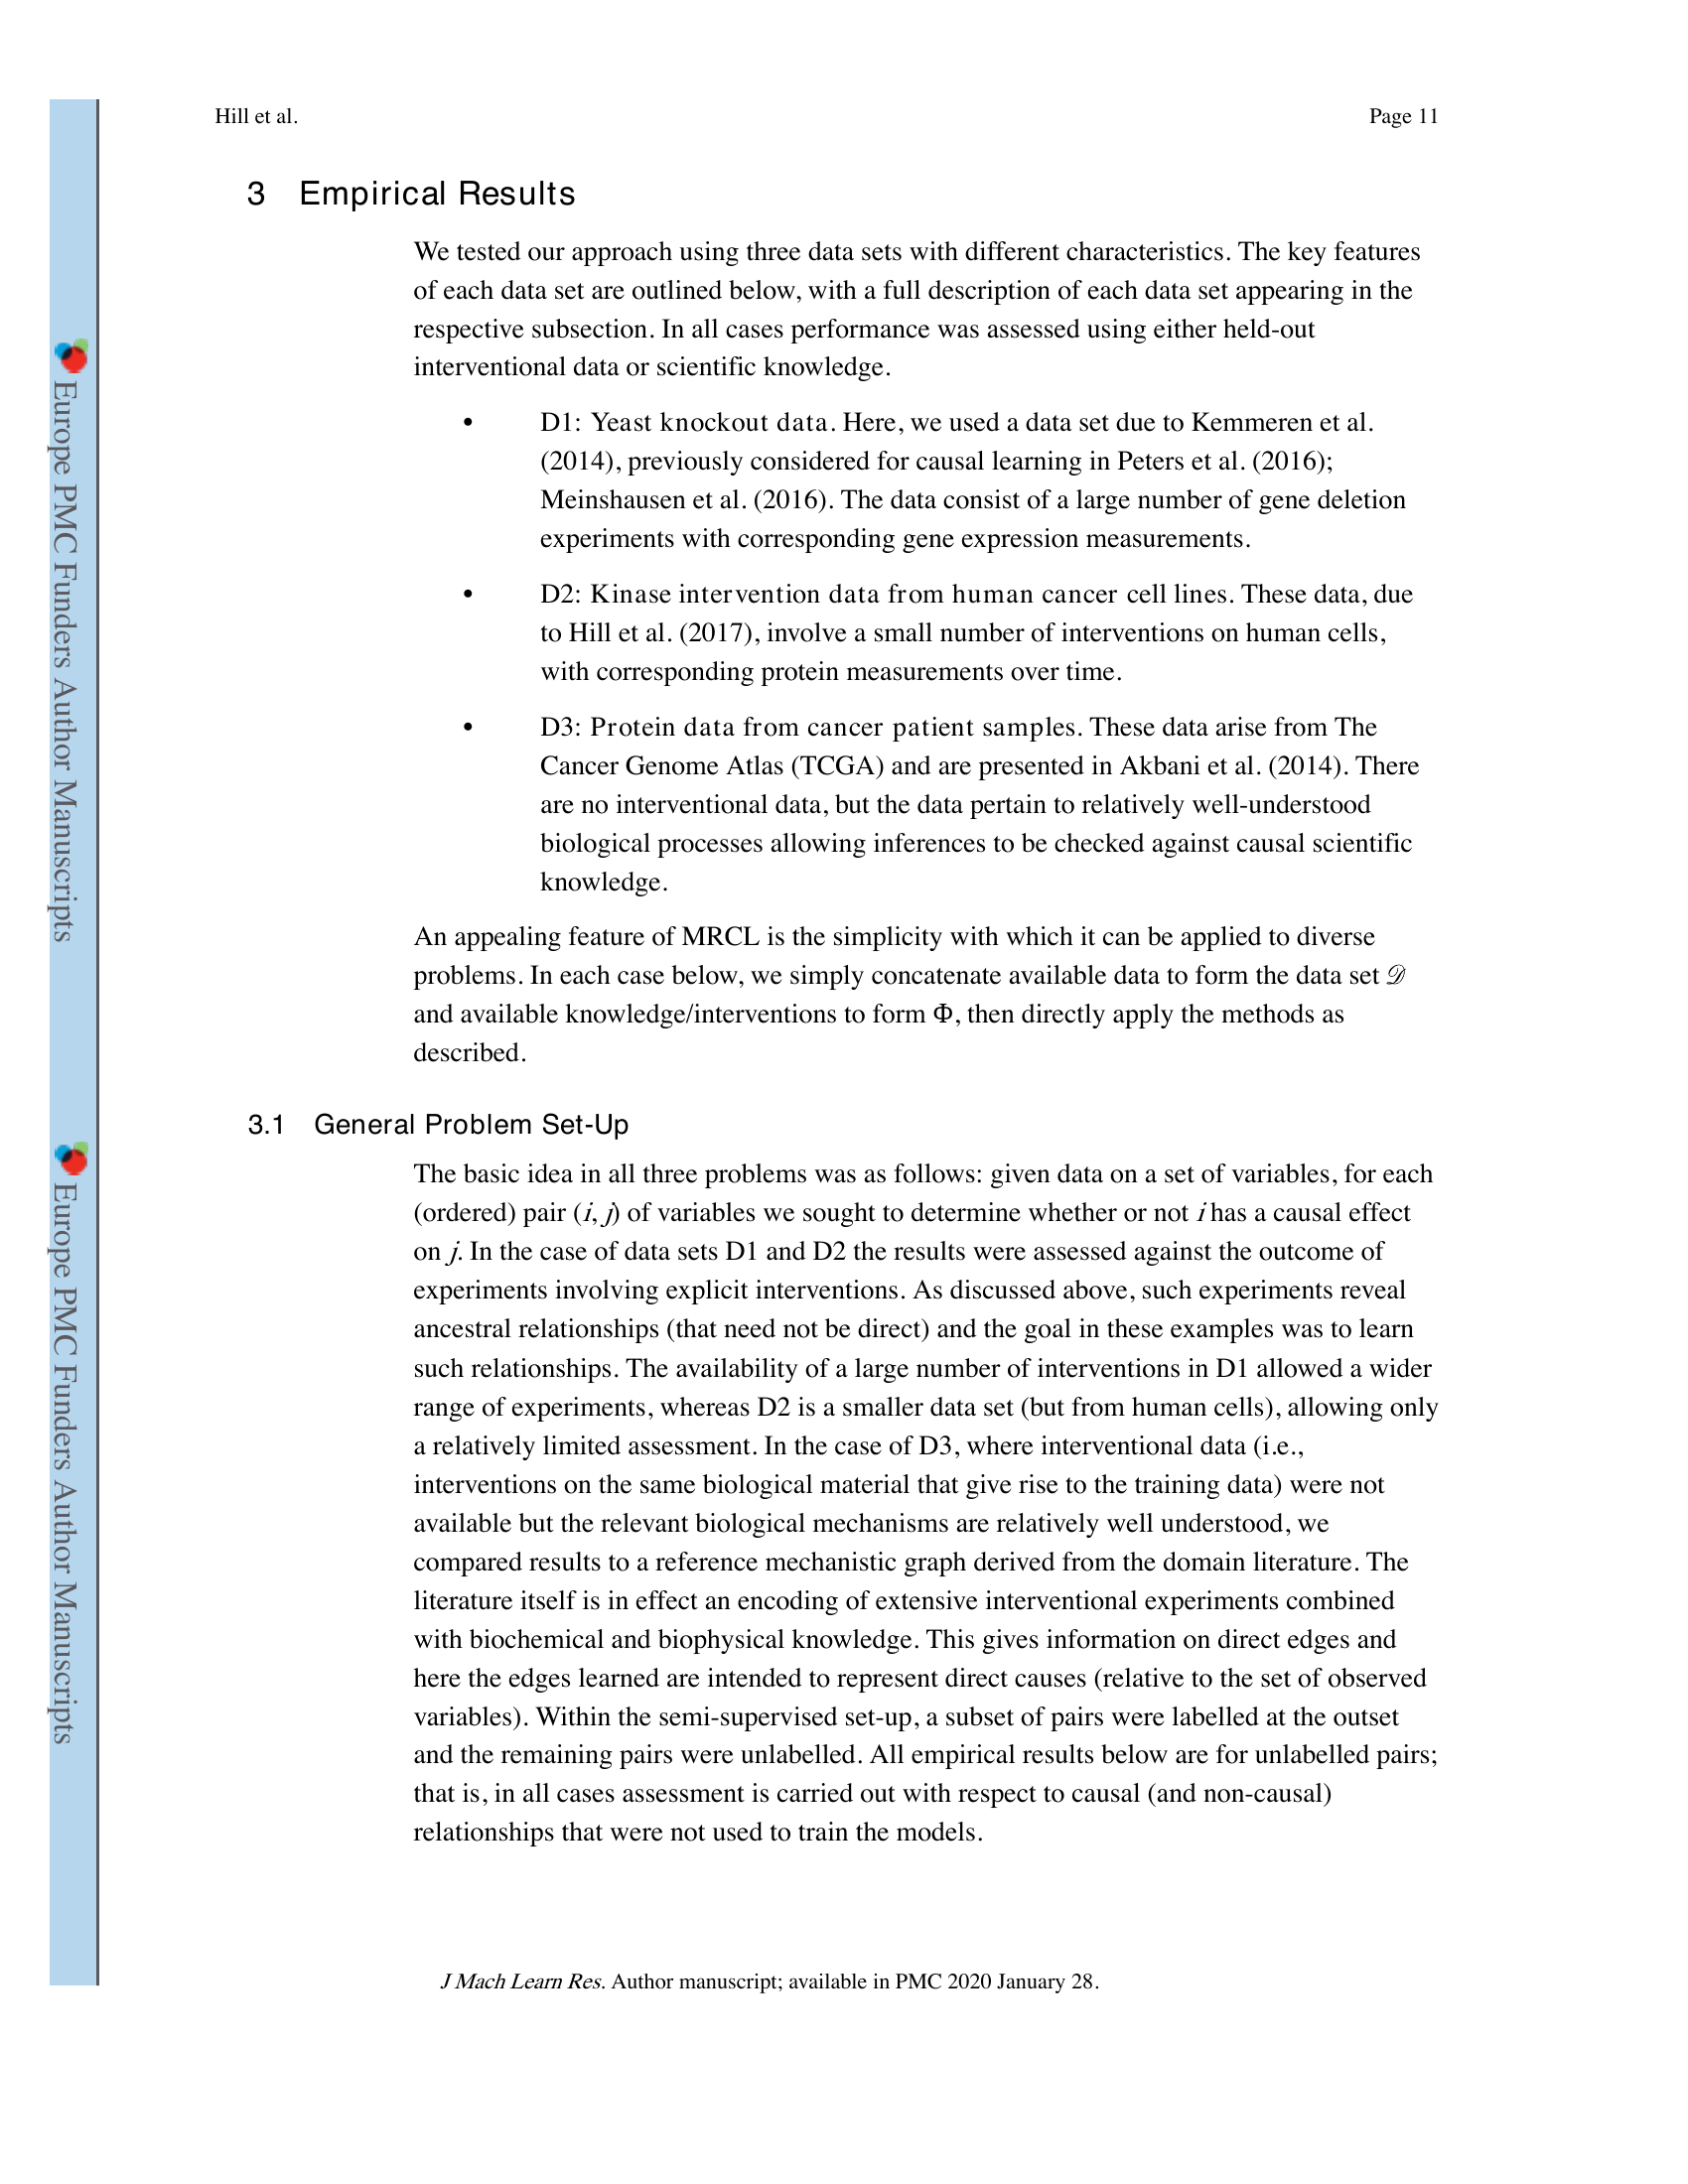 Hill et al.
Page 11
3 Empirical Results
We tested our approach using three data sets with different characteristics. The key features
of each data set are outlined below, with a full description of each data set appearing in the
respective subsection. In all cases performance was assessed using either held-out
interventional data or scientific knowledge.
• D1: Yeast knockout data. Here, we used a data set due to Kemmeren et al.
(2014), previously considered for causal learning in Peters et al. (2016);
Meinshausen et al. (2016). The data consist of a large number of gene deletion
experiments with corresponding gene expression measurements.
• D2: Kinase intervention data from human cancer cell lines. These data, due
to Hill et al. (2017), involve a small number of interventions on human cells,
with corresponding protein measurements over time.
• D3: Protein data from cancer patient samples. These data arise from The
Cancer Genome Atlas (TCGA) and are presented in Akbani et al. (2014). There
are no interventional data, but the data pertain to relatively well-understood
biological processes allowing inferences to be checked against causal scientific
knowledge.
An appealing feature of MRCL is the simplicity with which it can be applied to diverse
problems. In each case below, we simply concatenate available data to form the data set 𝒟
and available knowledge/interventions to form Φ, then directly apply the methods as
described.
3.1 General Problem Set-Up
The basic idea in all three problems was as follows: given data on a set of variables, for each
(ordered) pair (i, j) of variables we sought to determine whether or not i has a causal effect
on j. In the case of data sets D1 and D2 the results were assessed against the outcome of
experiments involving explicit interventions. As discussed above, such experiments reveal
ancestral relationships (that need not be direct) and the goal in these examples was to learn
such relationships. The availability of a large number of interventions in D1 allowed a wider
range of experiments, whereas D2 is a smaller data set (but from human cells), allowing only
a relatively limited assessment. In the case of D3, where interventional data (i.e.,
interventions on the same biological material that give rise to the training data) were not
available but the relevant biological mechanisms are relatively well understood, we
compared results to a reference mechanistic graph derived from the domain literature. The
literature itself is in effect an encoding of extensive interventional experiments combined
with biochemical and biophysical knowledge. This gives information on direct edges and
here the edges learned are intended to represent direct causes (relative to the set of observed
variables). Within the semi-supervised set-up, a subset of pairs were labelled at the outset
and the remaining pairs were unlabelled. All empirical results below are for unlabelled pairs;
that is, in all cases assessment is carried out with respect to causal (and non-causal)
relationships that were not used to train the models.
J Mach Learn Res. Author manuscript; available in PMC 2020 January 28.
Europe PMC Funders Author Manuscripts
Europe PMC Funders Author Manuscripts